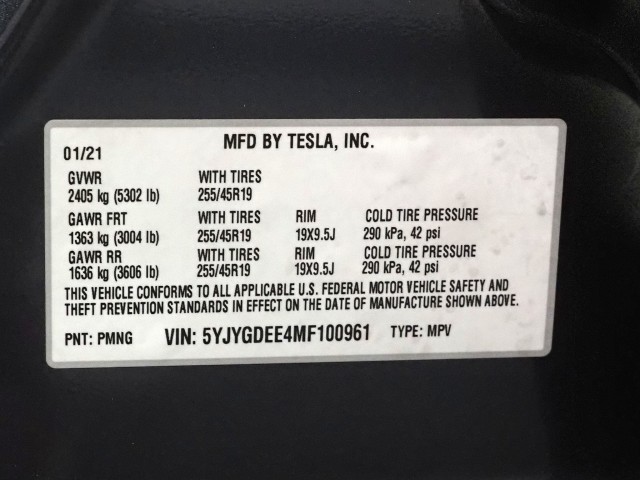 MFD BY TESLA, INC.
01/21
GVWR WITH TIRES
2405 kg (5302 lb) 255/45R19
GAWR FRT WITH TIRES RIM COLD TIRE PRESSURE
1363 kg (3004 lb) 255/45R19 19X9.5J 290 kPa, 42 psi
GAWR RR WITH TIRES RIM COLD TIRE PRESSURE
1636 kg (3606 lb) 255/45R19 19X9.5J 290 kPa, 42 psi
THIS VEHICLE CONFORMS TO ALL APPLICABLE U.S. FEDERAL MOTOR VEHICLE SAFETY AND
THEFT PREVENTION STANDARDS IN EFFECT ON THE DATE OF MANUFACTURE SHOWN ABOVE.
PNT: PMNG VIN: 5YJYGDEE4MF100961 TYPE: MPV